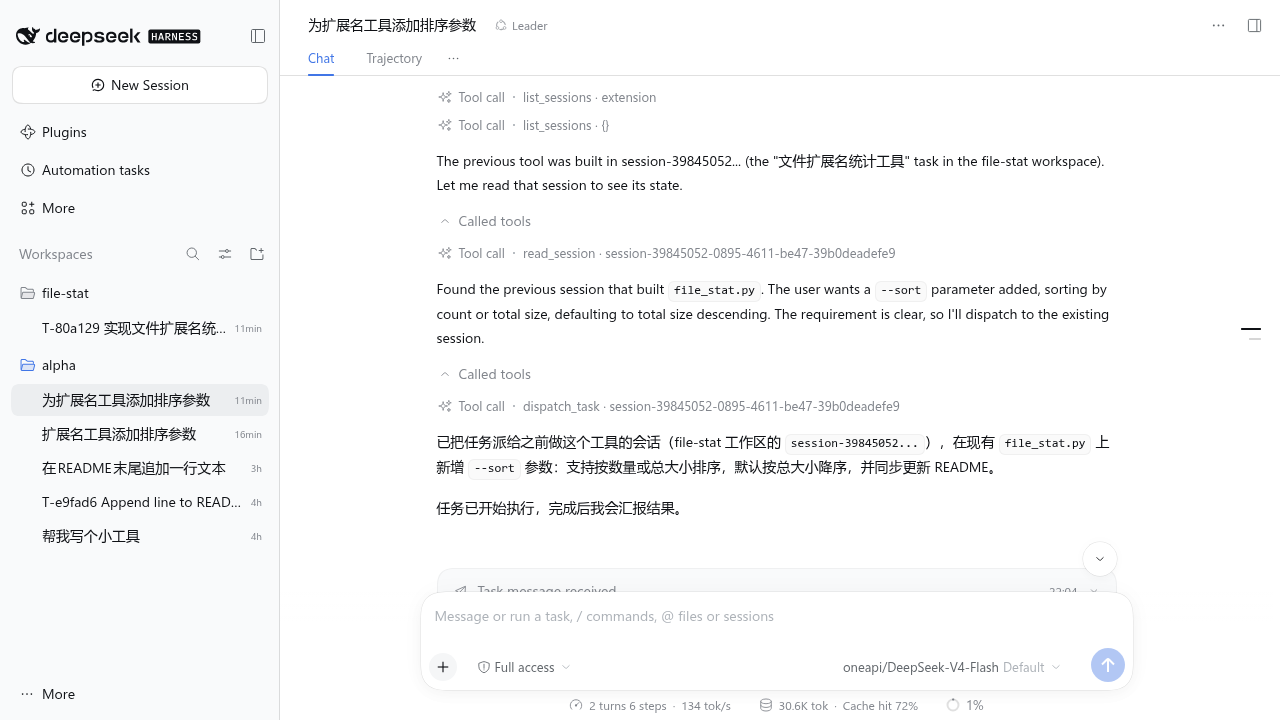 deepseek HARNESS
New Session
Plugins
Automation tasks
More
Workspaces
file-stat
T-80a129 实现文件扩展名统... 11min
alpha
为扩展名工具添加排序参数 11min
扩展名工具添加排序参数 16min
在README末尾追加一行文本 3h
T-e9fad6 Append line to READ... 4h
帮我写个小工具 4h
More
为扩展名工具添加排序参数 Leader
Chat Trajectory
Tool call · list_sessions · extension
Tool call · list_sessions · {}
The previous tool was built in session-39845052... (the "文件扩展名统计工具" task in the file-stat workspace).
Let me read that session to see its state.
Called tools
Tool call · read_session · session-39845052-0895-4611-be47-39b0deadefe9
Found the previous session that built file_stat.py. The user wants a --sort parameter added, sorting by
count or total size, defaulting to total size descending. The requirement is clear, so I'll dispatch to the existing
session.
Called tools
Tool call · dispatch_task · session-39845052-0895-4611-be47-39b0deadefe9
已把任务派给之前做这个工具的会话（file-stat 工作区的 session-39845052...），在现有 file_stat.py 上
新增 --sort 参数：支持按数量或总大小排序，默认按总大小降序，并同步更新 README。
任务已开始执行，完成后我会汇报结果。
Task message received 22:04
Message or run a task, / commands, @ files or sessions
Full access
oneapi/DeepSeek-V4-Flash Default
2 turns 6 steps · 134 tok/s 30.6K tok · Cache hit 72% 1%